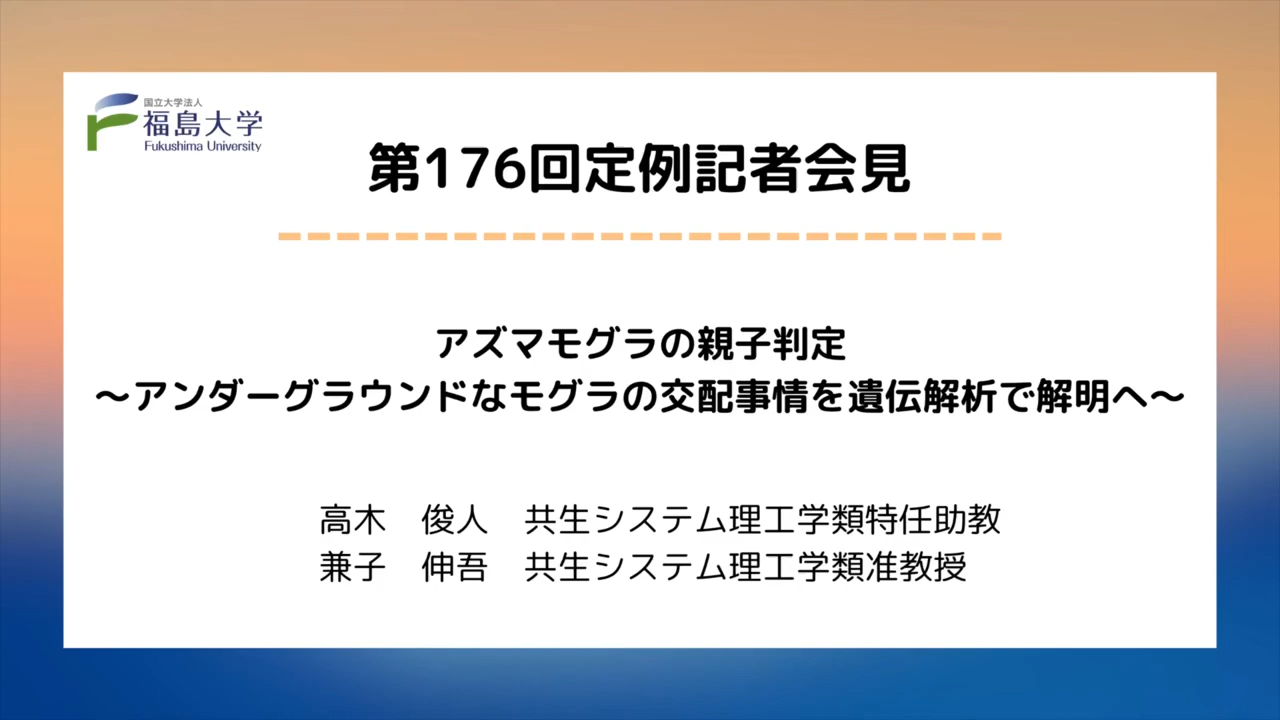 国立大学法人
福島大学
Fukushima University
第176回定例記者会見
アズマモグラの親子判定
～アンダーグラウンドなモグラの交配事情を遺伝解析で解明へ～
高木　俊人　共生システム理工学類特任助教
兼子　伸吾　共生システム理工学類准教授